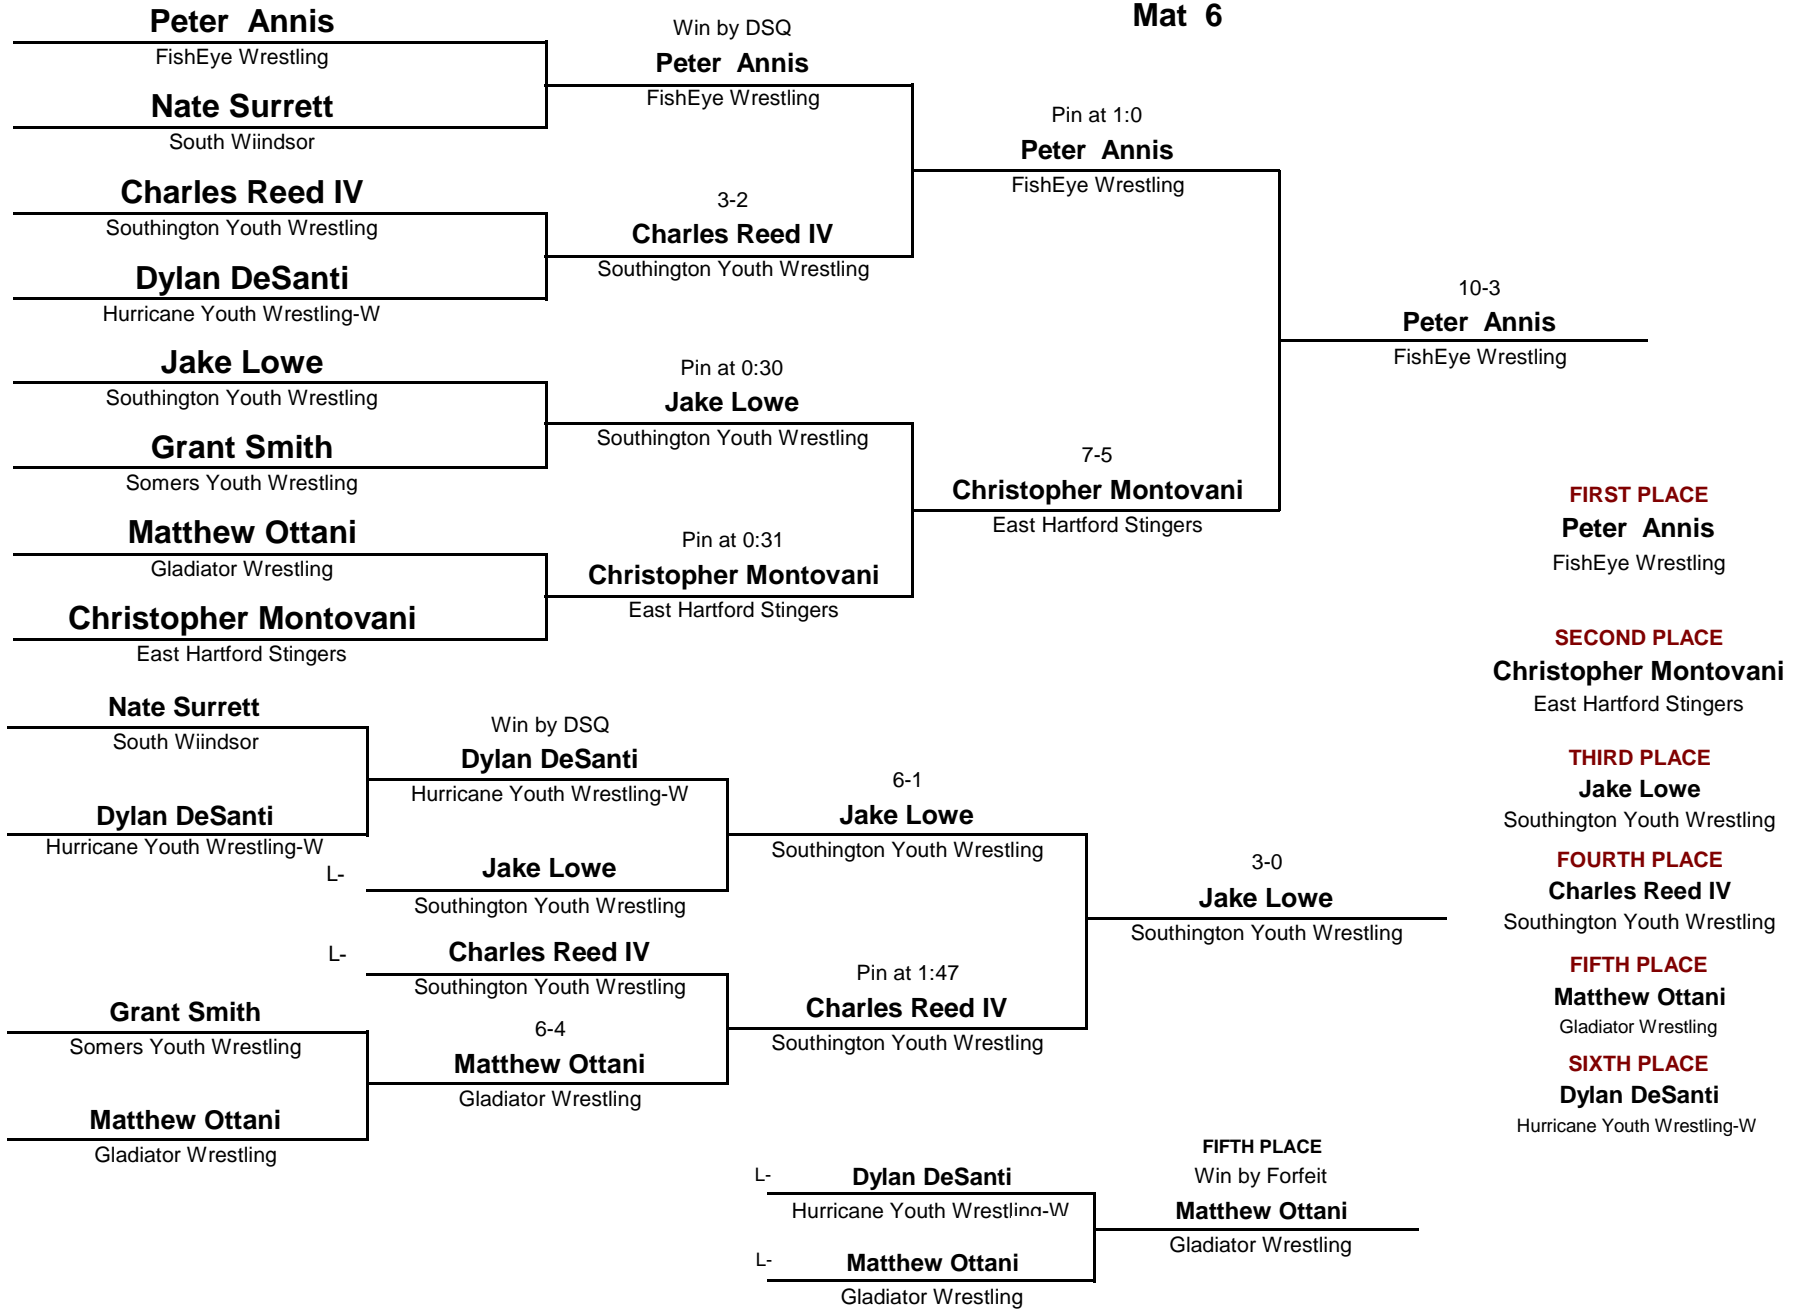 Mat 6
Peter Annis
FishEye Wrestling
Nate Surrett
South Wiindsor
Charles Reed IV
Southington Youth Wrestling
Dylan DeSanti
Hurricane Youth Wrestling-W
Jake Lowe
Southington Youth Wrestling
Grant Smith
Somers Youth Wrestling
Matthew Ottani
Gladiator Wrestling
Christopher Montovani
East Hartford Stingers
Win by DSQ
Peter Annis
FishEye Wrestling
3-2
Charles Reed IV
Southington Youth Wrestling
Pin at 0:30
Jake Lowe
Southington Youth Wrestling
Pin at 0:31
Christopher Montovani
East Hartford Stingers
Pin at 1:0
Peter Annis
FishEye Wrestling
7-5
Christopher Montovani
East Hartford Stingers
10-3
Peter Annis
FishEye Wrestling
Nate Surrett
South Wiindsor
Dylan DeSanti
Hurricane Youth Wrestling-W
Grant Smith
Somers Youth Wrestling
Matthew Ottani
Gladiator Wrestling
Win by DSQ
Dylan DeSanti
Hurricane Youth Wrestling-W
L-
Jake Lowe
Southington Youth Wrestling
L-
Charles Reed IV
Southington Youth Wrestling
6-4
Matthew Ottani
Gladiator Wrestling
6-1
Jake Lowe
Southington Youth Wrestling
Pin at 1:47
Charles Reed IV
Southington Youth Wrestling
3-0
Jake Lowe
Southington Youth Wrestling
L-
Dylan DeSanti
Hurricane Youth Wrestling-W
L-
Matthew Ottani
Gladiator Wrestling
FIFTH PLACE
Win by Forfeit
Matthew Ottani
Gladiator Wrestling
FIRST PLACE
Peter Annis
FishEye Wrestling
SECOND PLACE
Christopher Montovani
East Hartford Stingers
THIRD PLACE
Jake Lowe
Southington Youth Wrestling
FOURTH PLACE
Charles Reed IV
Southington Youth Wrestling
FIFTH PLACE
Matthew Ottani
Gladiator Wrestling
SIXTH PLACE
Dylan DeSanti
Hurricane Youth Wrestling-W